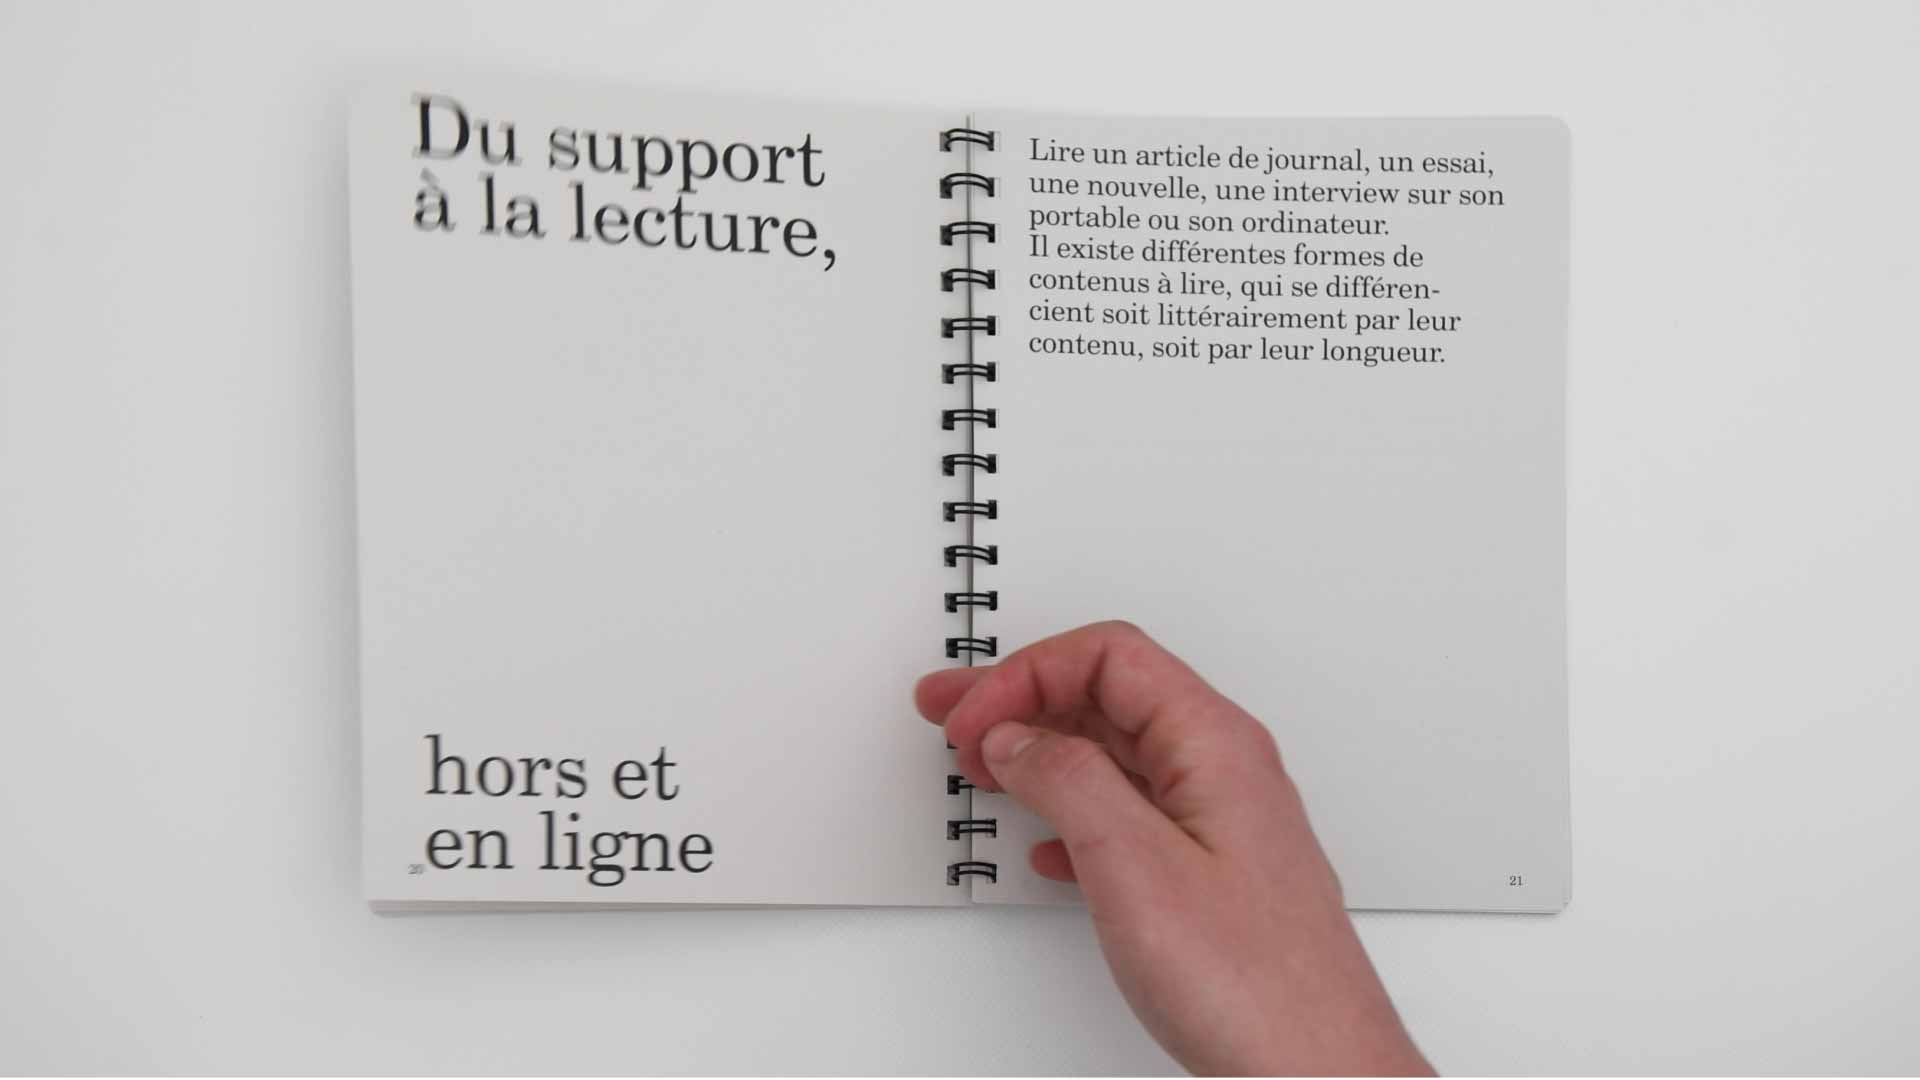 Du support
à la lecture,
hors et
en ligne
20
Lire un article de journal, un essai,
une nouvelle, une interview sur son
portable ou son ordinateur.
Il existe différentes formes de
contenus à lire, qui se différen-
cient soit littérairement par leur
contenu, soit par leur longueur.
21